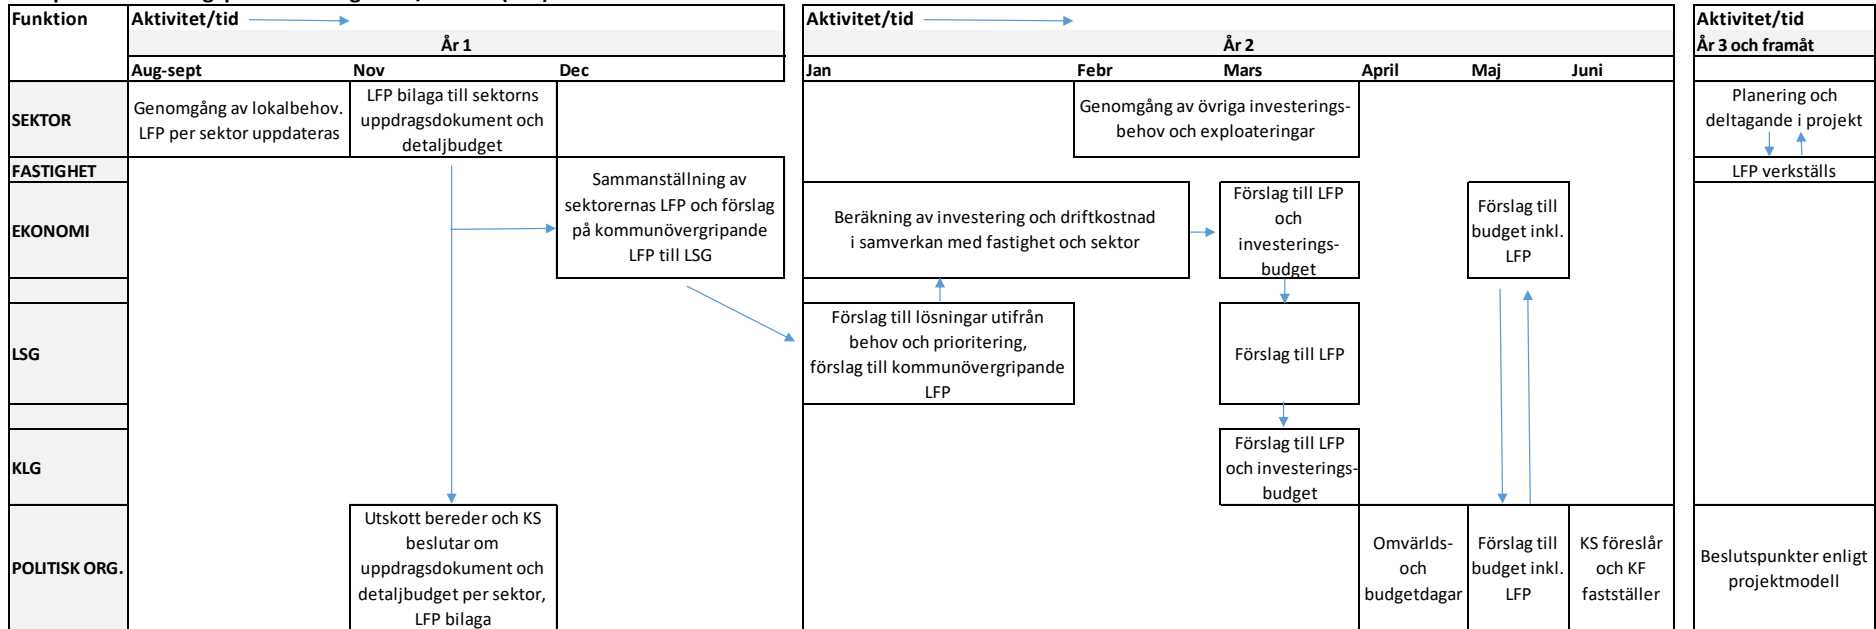 Funktion
Aktivitet/tid
Aktivitet/tid
Aktivitet/tid
År 1
År 2
År 3 och framåt
Aug-sept
Nov
Dec
Jan
Febr
Mars
April
Maj
Juni
SEKTOR
Genomgång av lokalbehov.
LFP per sektor uppdateras
LFP bilaga till sektorns
uppdragsdokument och
detaljbudget
Genomgång av övriga investerings-
behov och exploateringar
Planering och
deltagande i projekt
FASTIGHET
LFP verkställs
EKONOMI
Sammanställning av
sektorernas LFP och förslag
på kommunövergripande
LFP till LSG
Beräkning av investering och driftkostnad
i samverkan med fastighet och sektor
Förslag till LFP
och
investerings-
budget
Förslag till
budget inkl.
LFP
LSG
Förslag till lösningar utifrån
behov och prioritering,
förslag till kommunövergripande
LFP
Förslag till LFP
KLG
Förslag till LFP
och investerings-
budget
POLITISK ORG.
Utskott bereder och KS
beslutar om
uppdragsdokument och
detaljbudget per sektor,
LFP bilaga
Omvärlds-
och
budgetdagar
Förslag till
budget inkl.
LFP
KS föreslår
och KF
fastställer
Beslutspunkter enligt
projektmodell